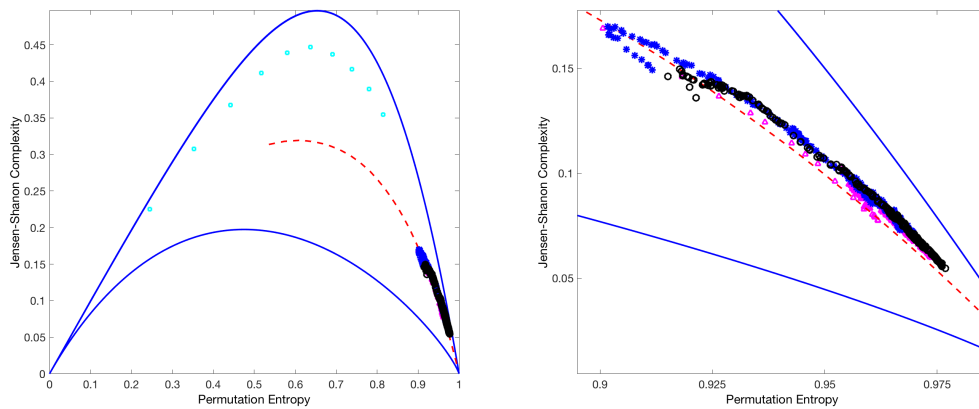 0.45
0.4
0.35
0.3
0.25
0.2
0.15
0.1
0.05
0
Jensen-Shanon Complexity
0 0.1 0.2 0.3 0.4 0.5 0.6 0.7 0.8 0.9 1
Permutation Entropy
0.15
0.1
0.05
Jensen-Shanon Complexity
0.9 0.925 0.95 0.975
Permutation Entropy